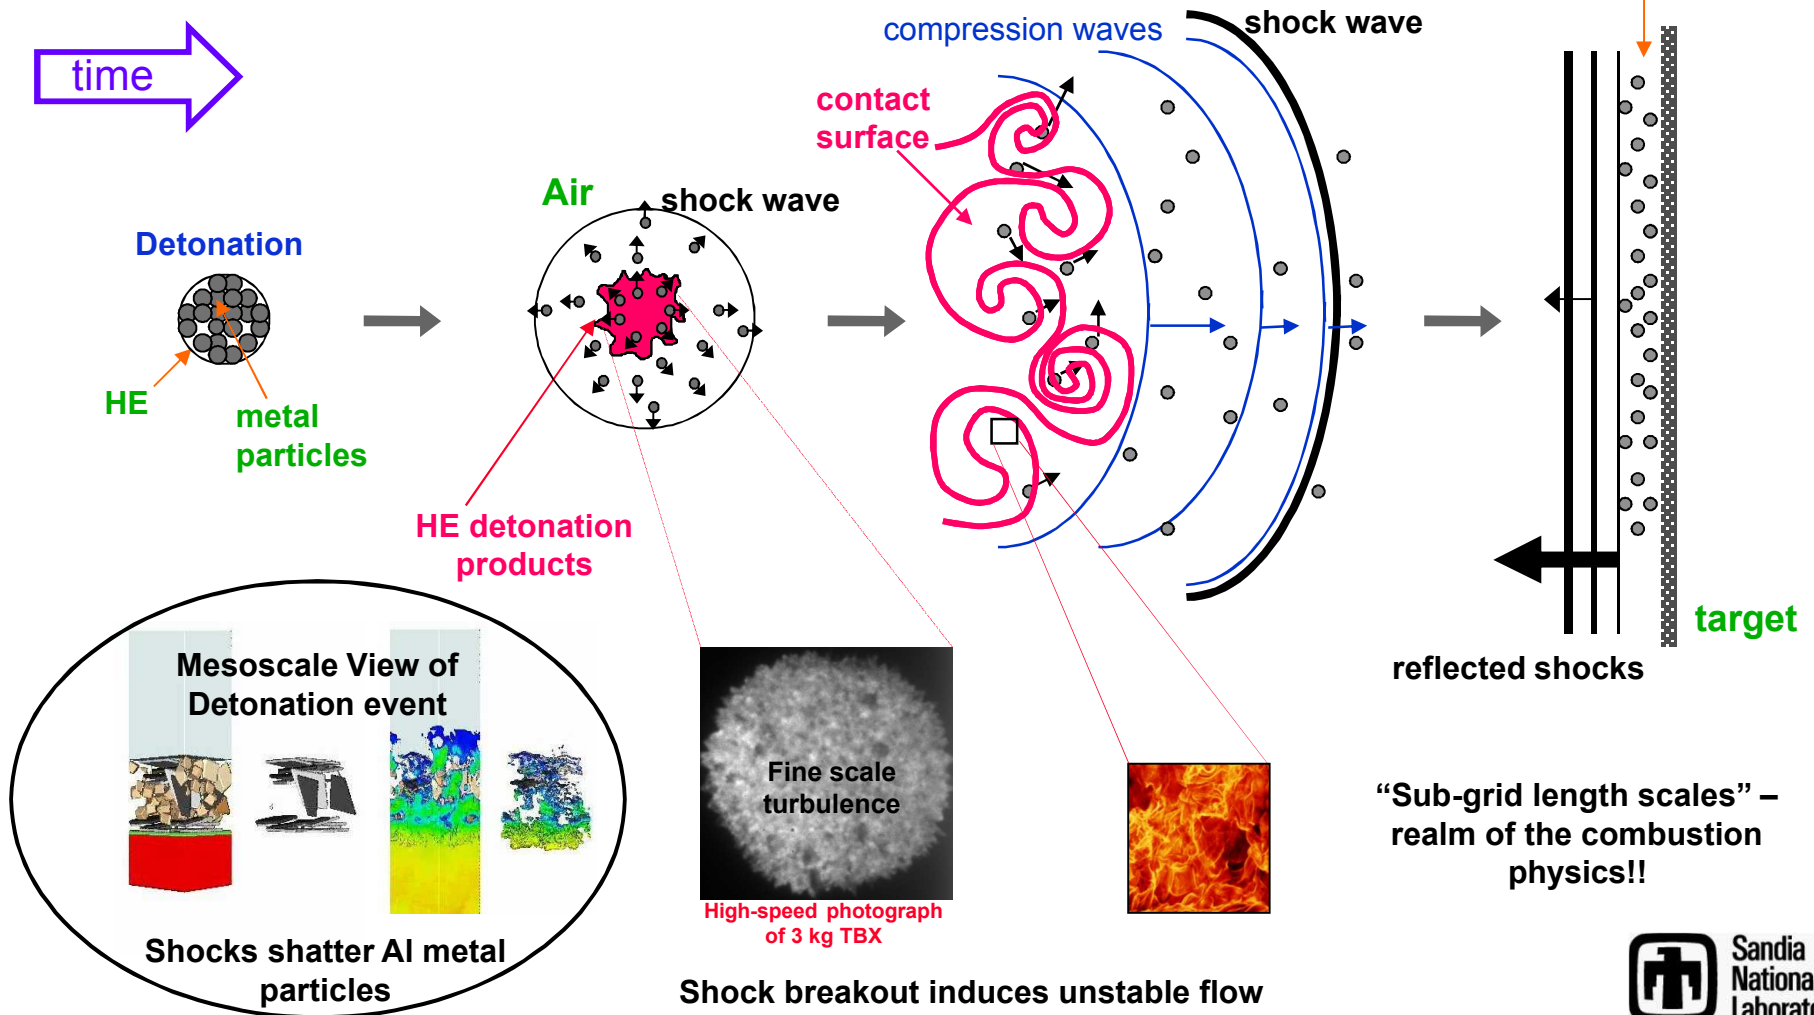 time
compression waves
shock wave
contact
surface
Air
shock wave
Detonation
HE
metal
particles
HE detonation
products
target
reflected shocks
Mesoscale View of
Detonation event
Shocks shatter Al metal
particles
Fine scale
turbulence
High-speed photograph
of 3 kg TBX
Shock breakout induces unstable flow
“Sub-grid length scales” –
realm of the combustion
physics!!
Sandia
Nationa
Laborat